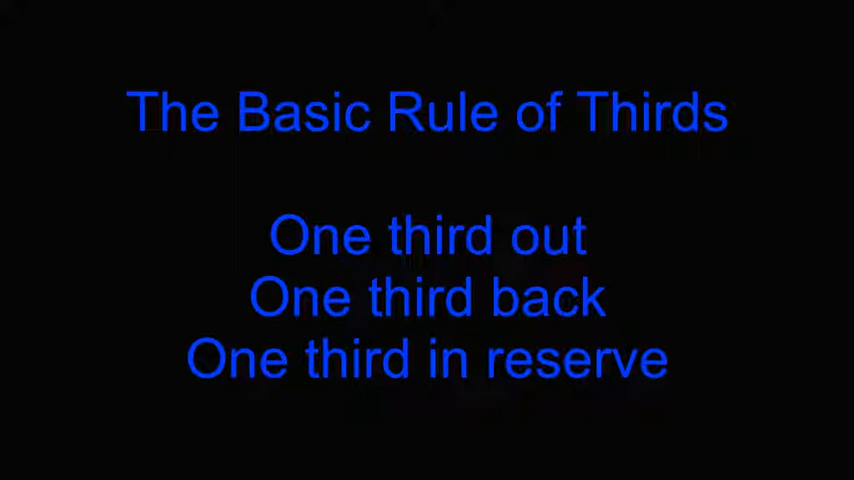 The Basic Rule of Thirds
One third out
One third back
One third in reserve